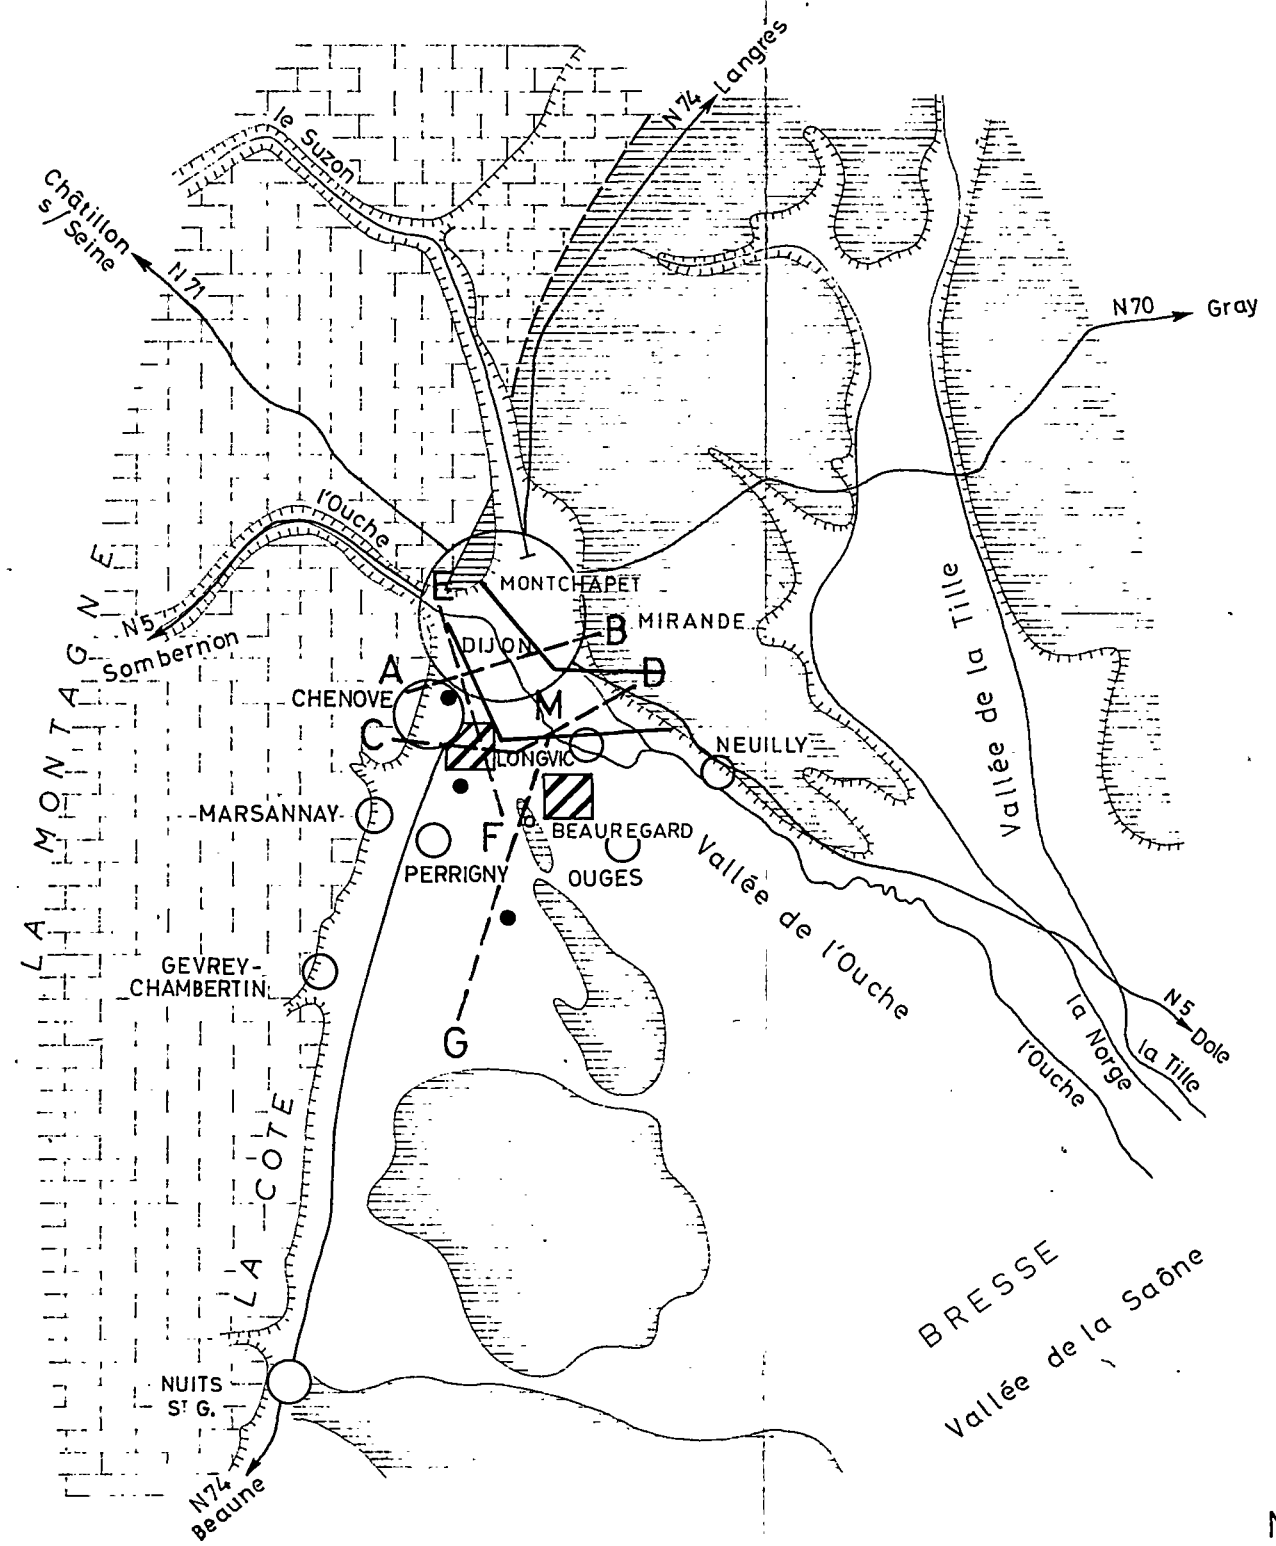 N74
Langres
le Suzon
Châtillon
s/Seine
N71
N70
Gray
l'Ouche
N5
Sombernon
LA MONTAGNE
E
MONTCHAPET
B
MIRANDE
DIJON
A
D
CHENOVE
M
C
NEUILLY
LONGVIC
MARSANNAY
F
BEAUREGARD
PERRIGNY
OUGES
Vallée de la Tille
Vallée de l'Ouche
GEVREY-
CHAMBERTIN
G
N5
Dole
la Tille
la Norge
l'Ouche
LA COTE
BRESSE
Vallée de la Saône
NUITS
ST G.
N74
Beaune